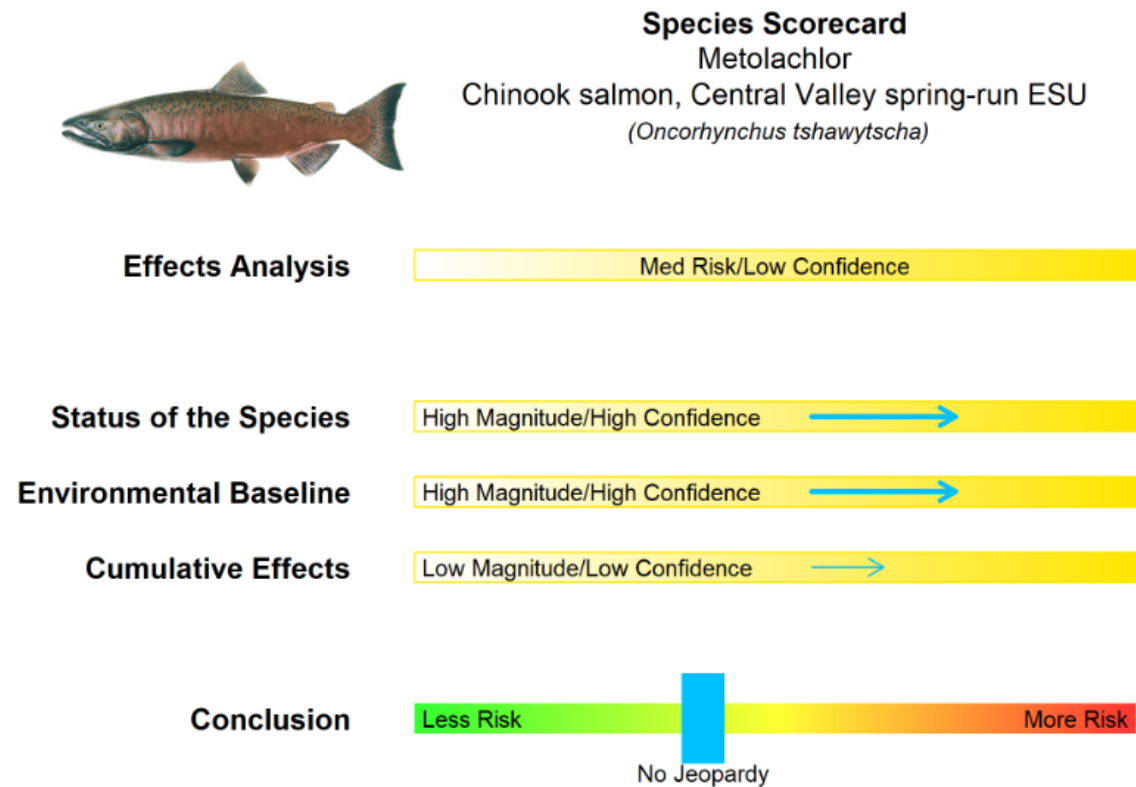 Species Scorecard
Metolachlor
Chinook salmon, Central Valley spring-run ESU
(Oncorhynchus tshawytscha)
Effects Analysis
Med Risk/Low Confidence
Status of the Species
High Magnitude/High Confidence
Environmental Baseline
High Magnitude/High Confidence
Cumulative Effects
Low Magnitude/Low Confidence
Conclusion
Less Risk
More Risk
No Jeopardy